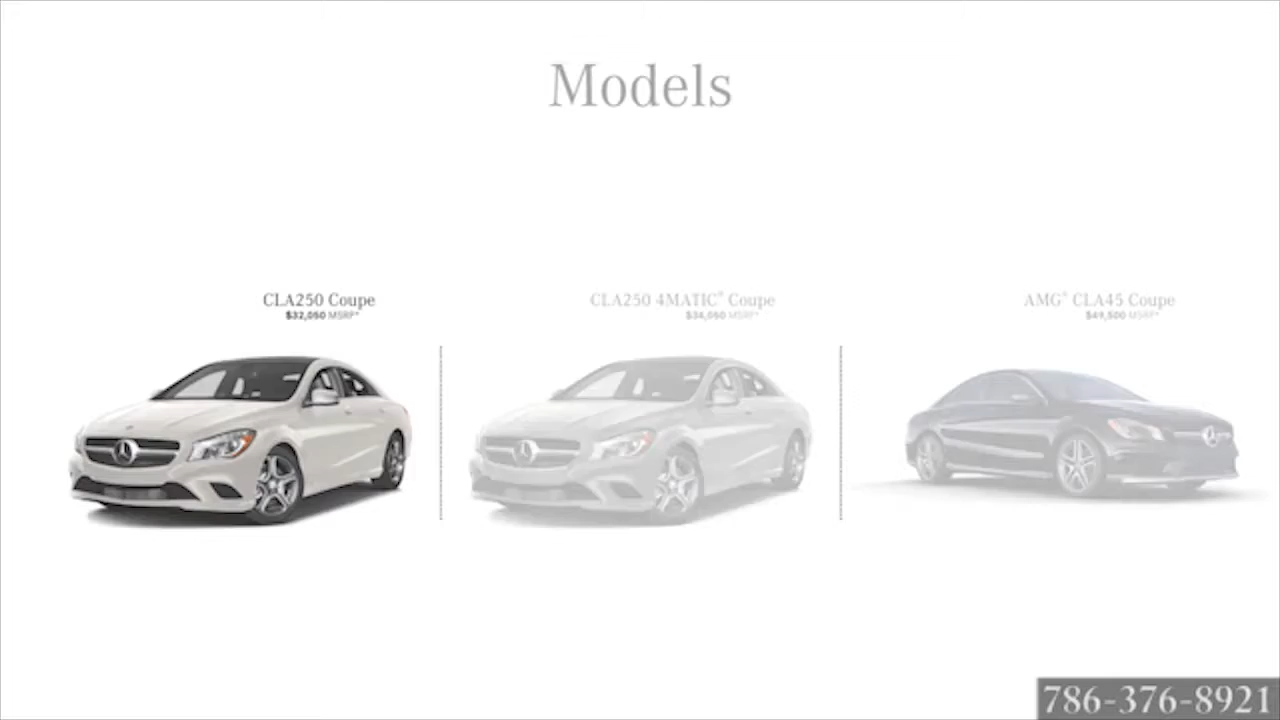 Models
CLA250 Coupe
$32,050 MSRP*
CLA250 4MATIC® Coupe
$34,050 MSRP*
AMG® CLA45 Coupe
$49,500 MSRP*
786-376-8921